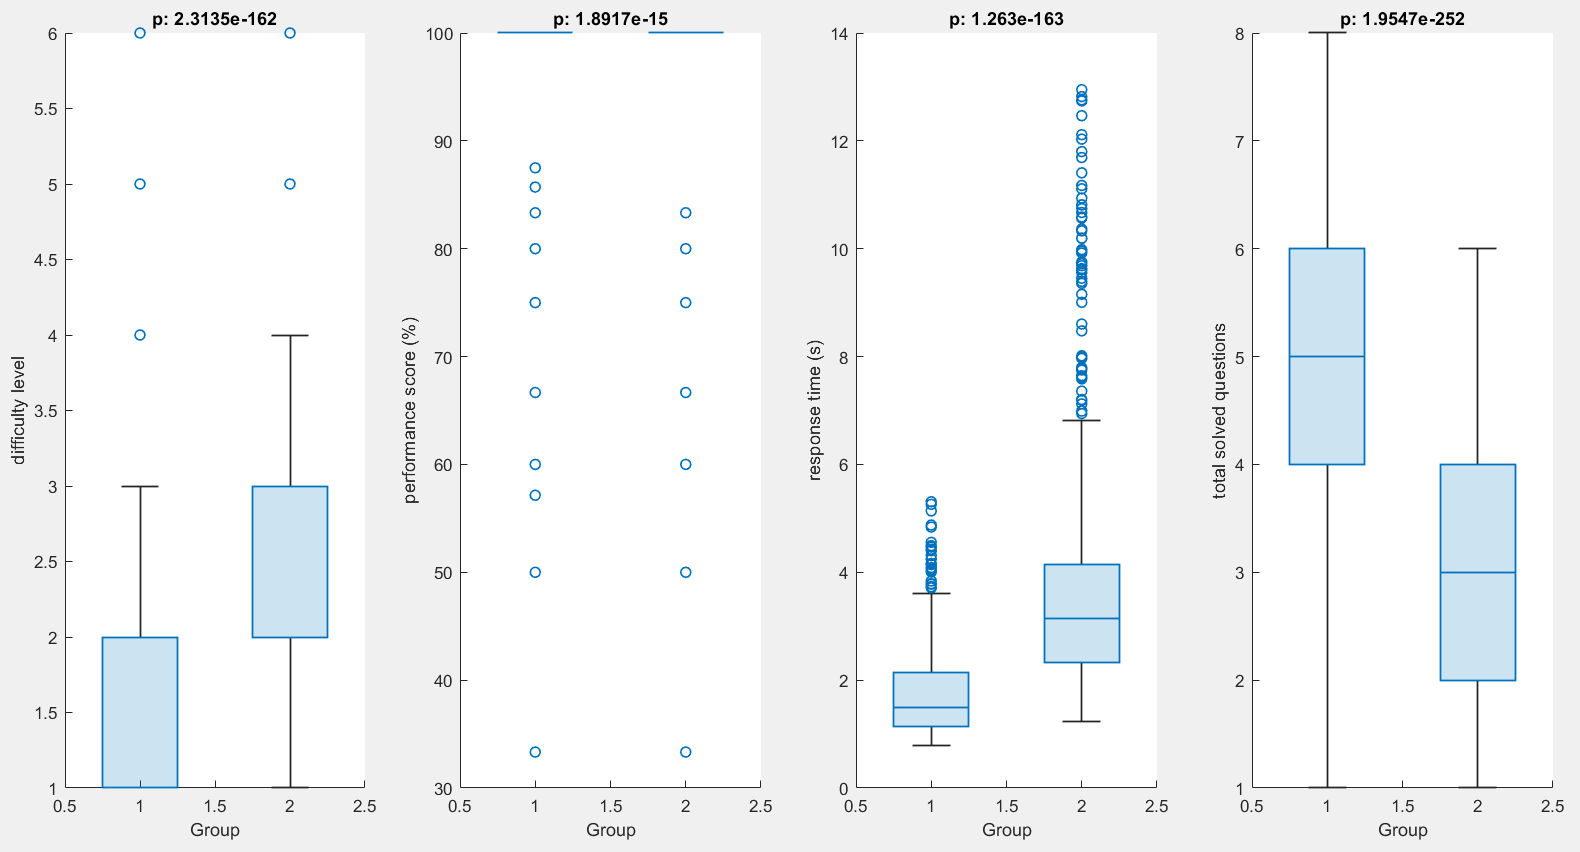 p: 2.3135e-162
6
5.5
5
4.5
4
3.5
3
2.5
2
1.5
1
difficulty level
0.5 1 1.5 2 2.5
Group
p: 1.8917e-15
100
90
80
70
60
50
40
30
performance score (%)
0.5 1 1.5 2 2.5
Group
p: 1.263e-163
14
12
10
8
6
4
2
0
response time (s)
0.5 1 1.5 2 2.5
Group
p: 1.9547e-252
8
7
6
5
4
3
2
1
total solved questions
0.5 1 1.5 2 2.5
Group